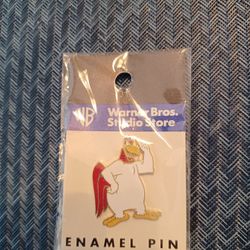 WB
Warner Bros.
Studio Store
ENAMEL PIN